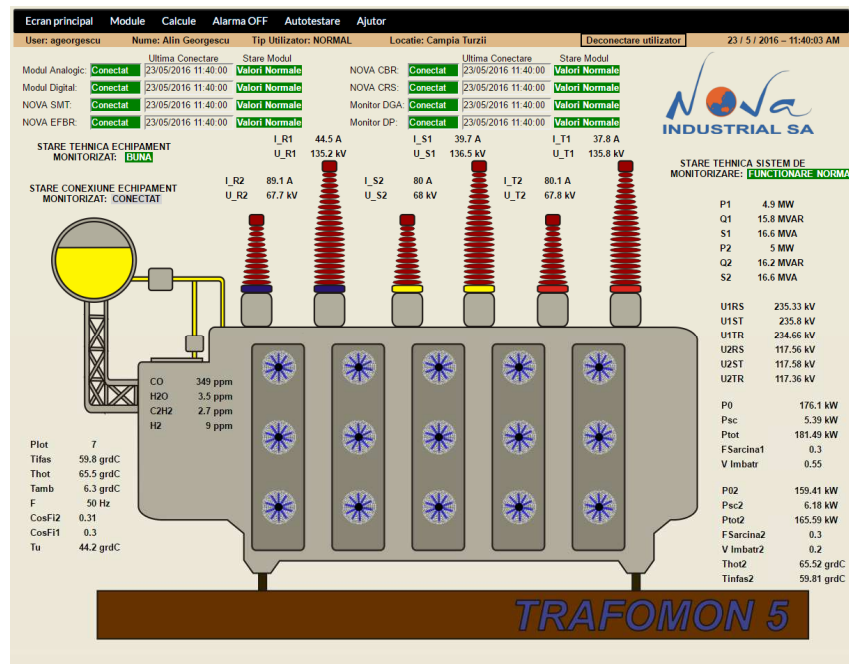 Ecran principal Module Calcule Alarma OFF Autotestare Ajutor
User: ageorgescu Nume: Alin Georgescu Tip Utilizator: NORMAL Locatie: Campia Turzii Deconectare utilizator 23 / 5 / 2016 – 11:40:03 AM
Ultima Conectare Stare Modul Ultima Conectare Stare Modul
Modul Analogic: Conectat 23/05/2016 11:40:00 Valori Normale NOVA CBR: Conectat 23/05/2016 11:40:00 Valori Normale
Modul Digital: Conectat 23/05/2016 11:40:00 Valori Normale NOVA CRS: Conectat 23/05/2016 11:40:00 Valori Normale
NOVA SMT: Conectat 23/05/2016 11:40:00 Valori Normale Monitor DGA: Conectat 23/05/2016 11:40:00 Valori Normale
NOVA EFBR: Conectat 23/05/2016 11:40:00 Valori Normale Monitor DP: Conectat 23/05/2016 11:40:00 Valori Normale
NOVa
INDUSTRIAL SA
STARE TEHNICA ECHIPAMENT
MONITORIZAT: BUNA
I_R1 44.5 A I_S1 39.7 A I_T1 37.8 A
U_R1 135.2 kV U_S1 136.5 kV U_T1 135.8 kV
STARE TEHNICA SISTEM DE
MONITORIZARE: FUNCTIONARE NORMA
STARE CONEXIUNE ECHIPAMENT
MONITORIZAT: CONECTAT
I_R2 89.1 A I_S2 80 A I_T2 80.1 A
U_R2 67.7 kV U_S2 68 kV U_T2 67.8 kV
P1 4.9 MW
Q1 15.8 MVAR
S1 16.6 MVA
P2 5 MW
Q2 16.2 MVAR
S2 16.6 MVA
U1RS 235.33 kV
U1ST 235.8 kV
U1TR 234.66 kV
U2RS 117.56 kV
U2ST 117.58 kV
U2TR 117.36 kV
CO 349 ppm
H2O 3.5 ppm
C2H2 2.7 ppm
H2 9 ppm
P0 176.1 kW
Psc 5.39 kW
Ptot 181.49 kW
FSarcina1 0.3
V Imbatr 0.55
Plot 7
Tifas 59.8 grdC
Thot 65.5 grdC
Tamb 6.3 grdC
F 50 Hz
CosFi2 0.31
CosFi1 0.3
Tu 44.2 grdC
P02 159.41 kW
Psc2 6.18 kW
Ptot2 165.59 kW
FSarcina2 0.3
V Imbatr2 0.2
Thot2 65.52 grdC
Tinfas2 59.81 grdC
TRAFOMON 5